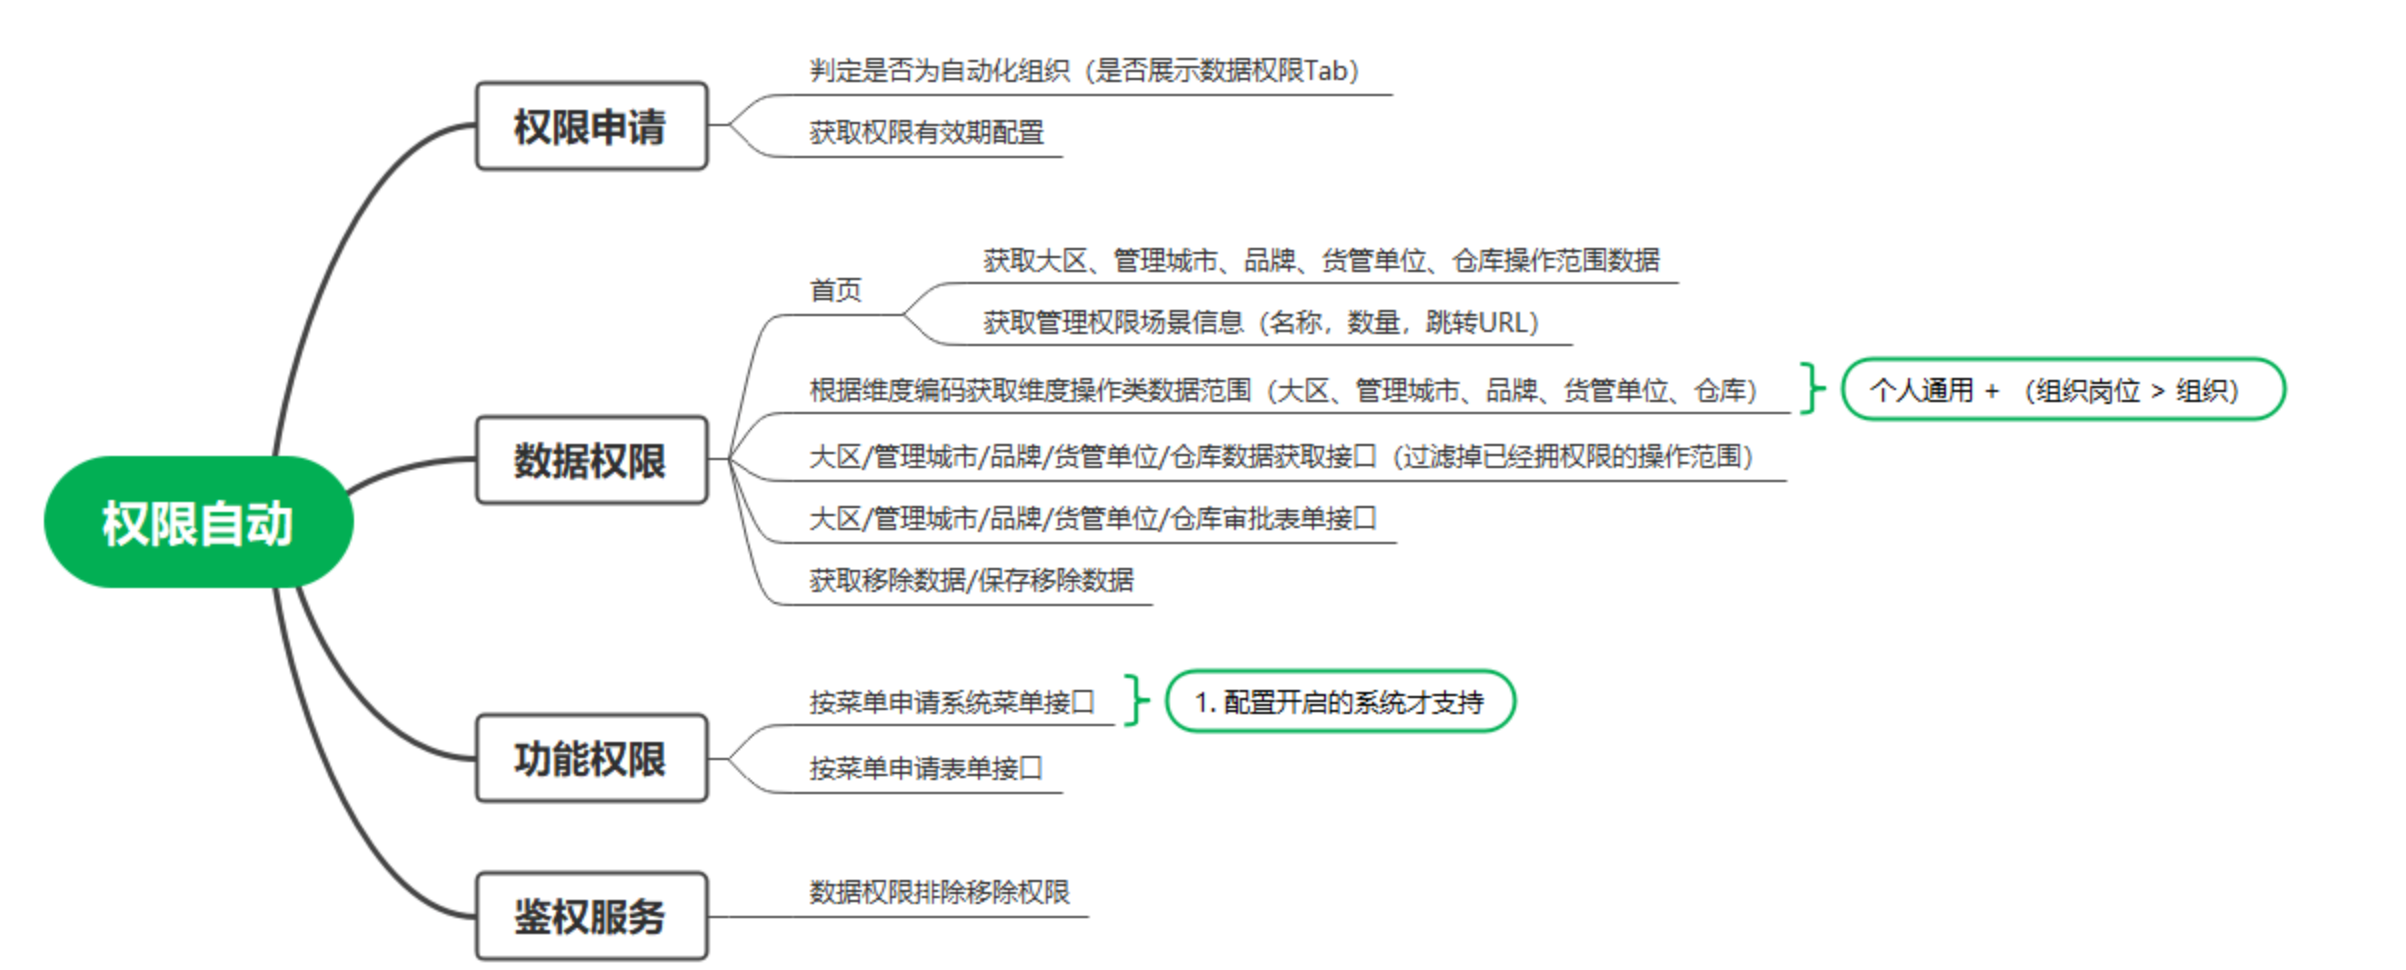 权限自动
权限申请
判定是否为自动化组织（是否展示数据权限Tab）
获取权限有效期配置
数据权限
首页
获取大区、管理城市、品牌、货管单位、仓库操作范围数据
获取管理权限场景信息（名称，数量，跳转URL）
根据维度编码获取维度操作类数据范围（大区、管理城市、品牌、货管单位、仓库）
个人通用 + （组织岗位 > 组织）
大区/管理城市/品牌/货管单位/仓库数据获取接口（过滤掉已经拥权限的操作范围）
大区/管理城市/品牌/货管单位/仓库审批表单接口
获取移除数据/保存移除数据
功能权限
按菜单申请系统菜单接口
1. 配置开启的系统才支持
按菜单申请表单接口
鉴权服务
数据权限排除移除权限